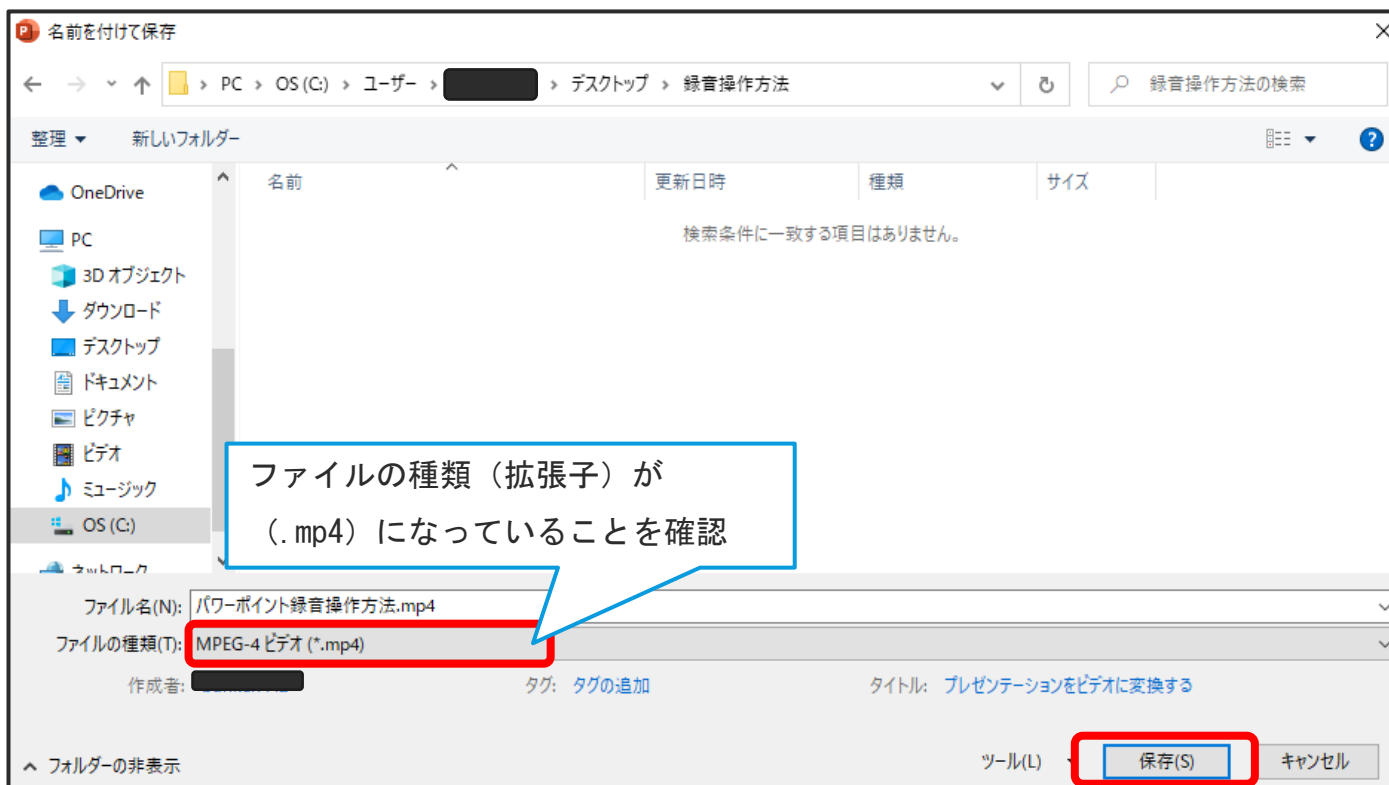 名前を付けて保存
PC › OS (C:) › ユーザー › › デスクトップ › 録音操作方法
録音操作方法の検索
整理
新しいフォルダー
名前
更新日時
種類
サイズ
検索条件に一致する項目はありません。
OneDrive
PC
3D オブジェクト
ダウンロード
デスクトップ
ドキュメント
ピクチャ
ビデオ
ミュージック
OS (C:)
ネットワーク
ファイルの種類（拡張子）が
（.mp4）になっていることを確認
ファイル名(N): パワーポイント録音操作方法.mp4
ファイルの種類(T): MPEG-4 ビデオ (*.mp4)
作成者:
タグ: タグの追加
タイトル: プレゼンテーションをビデオに変換する
フォルダーの非表示
ツール(L)
保存(S)
キャンセル